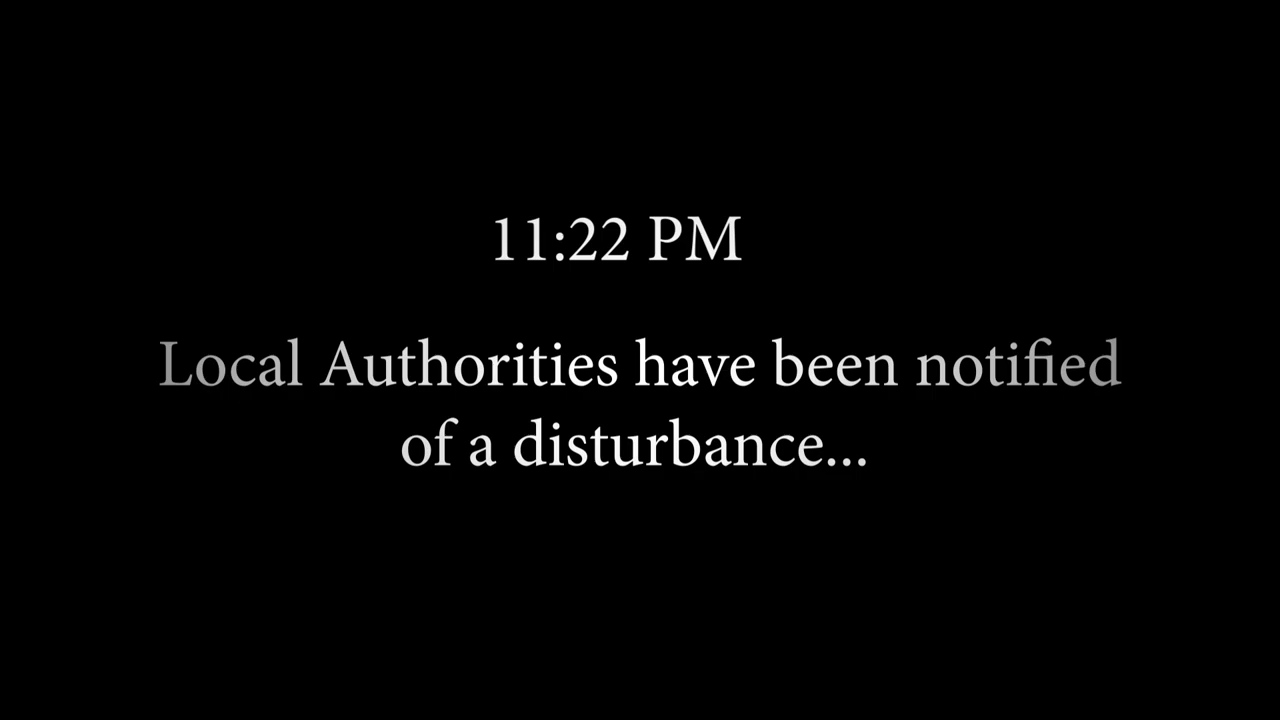 11:22 PM
Local Authorities have been notified
of a disturbance...